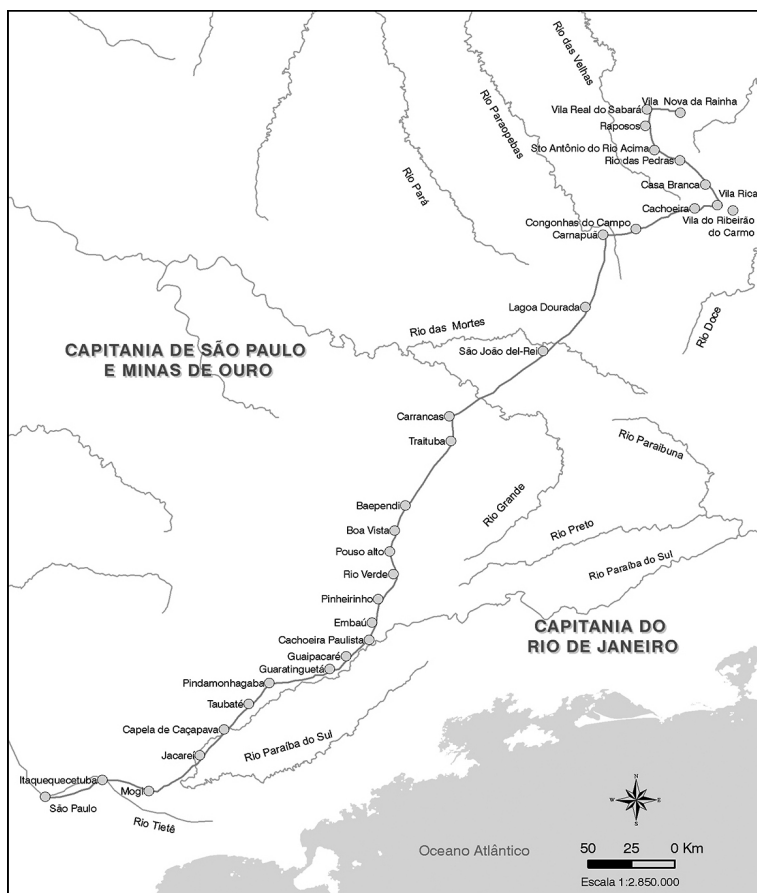 Rio das Velhas
Rio Paraopebas
Rio Pará
Vila Real do Sabará
Vila Nova da Rainha
Raposos
Sto Antônio do Rio Acima
Rio das Pedras
Casa Branca
Vila Rica
Cachoeira
Vila do Ribeirão
do Carmo
Congonhas do Campo
Carnapuã
Lagoa Dourada
Rio Doce
Rio das Mortes
São João del-Rei
CAPITANIA DE SÃO PAULO
E MINAS DE OURO
Carrancas
Traituba
Rio Paraibuna
Rio Grande
Baependi
Boa Vista
Rio Preto
Pouso alto
Rio Paraíba do Sul
Rio Verde
Pinheirinho
Embaú
CAPITANIA DO
RIO DE JANEIRO
Cachoeira Paulista
Guaipacaré
Guaratinguetá
Pindamonhagaba
Taubaté
Capela de Caçapava
Rio Paraíba do Sul
Jacareí
Itaquequecetuba
Mogi
São Paulo
Rio Tietê
N
W
E
S
Oceano Atlântico
50 25 0 Km
Escala 1:2.850.000